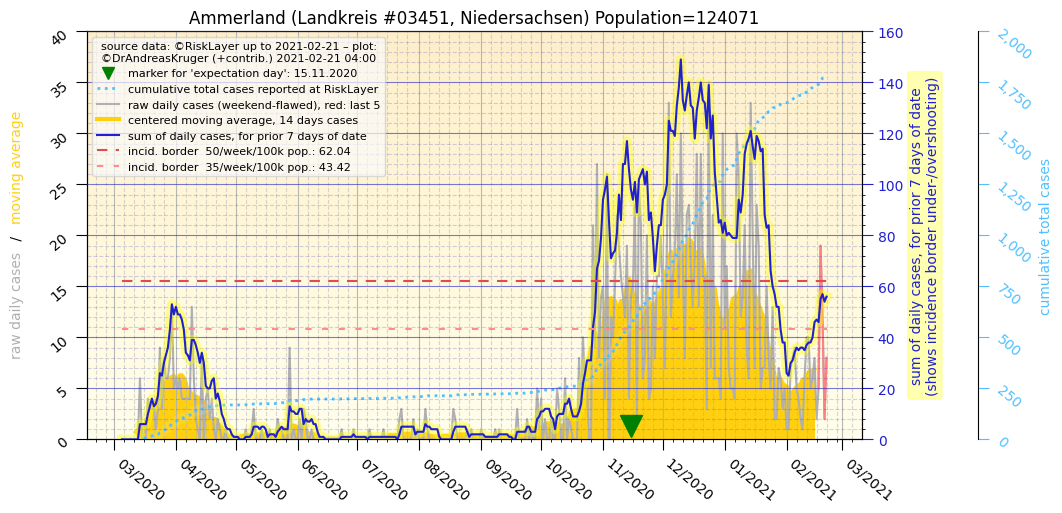 Ammerland (Landkreis #03451, Niedersachsen) Population=124071
source data: ©RiskLayer up to 2021-02-21 – plot:
©DrAndreasKruger (+contrib.) 2021-02-21 04:00
marker for 'expectation day': 15.11.2020
cumulative total cases reported at RiskLayer
raw daily cases (weekend-flawed), red: last 5
centered moving average, 14 days cases
sum of daily cases, for prior 7 days of date
incid. border  50/week/100k pop.: 62.04
incid. border  35/week/100k pop.: 43.42
raw daily cases   /   moving average
40
35
30
25
20
15
10
5
0
03/2020
04/2020
05/2020
06/2020
07/2020
08/2020
09/2020
10/2020
11/2020
12/2020
01/2021
02/2021
03/2021
160
140
120
100
80
60
40
20
0
sum of daily cases, for prior 7 days of date
(shows incidence border under-/overshooting)
2,000
1,750
1,500
1,250
1,000
750
500
250
0
cumulative total cases